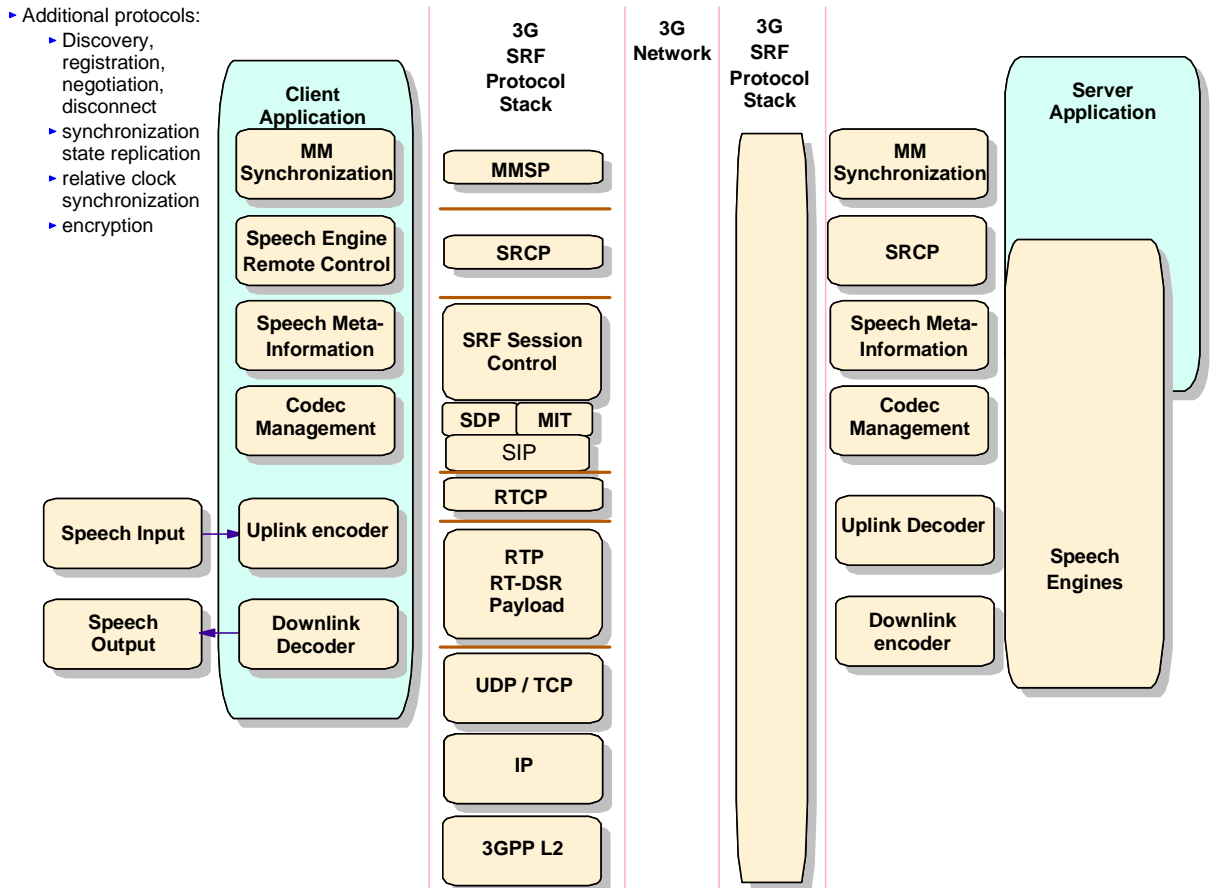 Additional protocols:
Discovery,
registration,
negotiation,
disconnect
synchronization
state replication
relative clock
synchronization
encryption
Client
Application
MM
Synchronization
Speech Engine
Remote Control
Speech Meta-
Information
Codec
Management
Speech Input
Uplink encoder
Speech
Output
Downlink
Decoder
3G
SRF
Protocol
Stack
MMSP
SRCP
SRF Session
Control
SDP
MIT
SIP
RTCP
RTP
RT-DSR
Payload
UDP / TCP
IP
3GPP L2
3G
Network
3G
SRF
Protocol
Stack
MM
Synchronization
SRCP
Speech Meta-
Information
Codec
Management
Uplink Decoder
Downlink
encoder
Server
Application
Speech
Engines